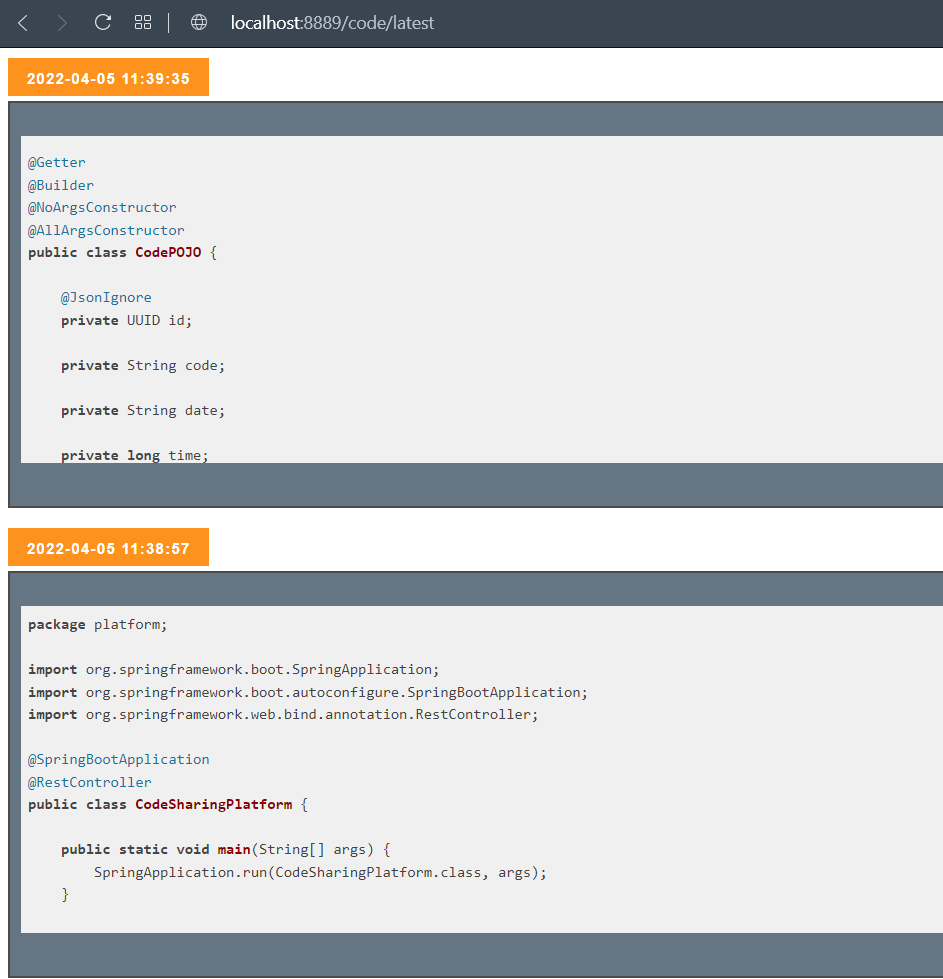 localhost:8889/code/latest
2022-04-05 11:39:35
@Getter
@Builder
@NoArgsConstructor
@AllArgsConstructor
public class CodePOJO {
@JsonIgnore
private UUID id;
private String code;
private String date;
private long time;
2022-04-05 11:38:57
package platform;
import org.springframework.boot.SpringApplication;
import org.springframework.boot.autoconfigure.SpringBootApplication;
import org.springframework.web.bind.annotation.RestController;
@SpringBootApplication
@RestController
public class CodeSharingPlatform {
public static void main(String[] args) {
SpringApplication.run(CodeSharingPlatform.class, args);
}